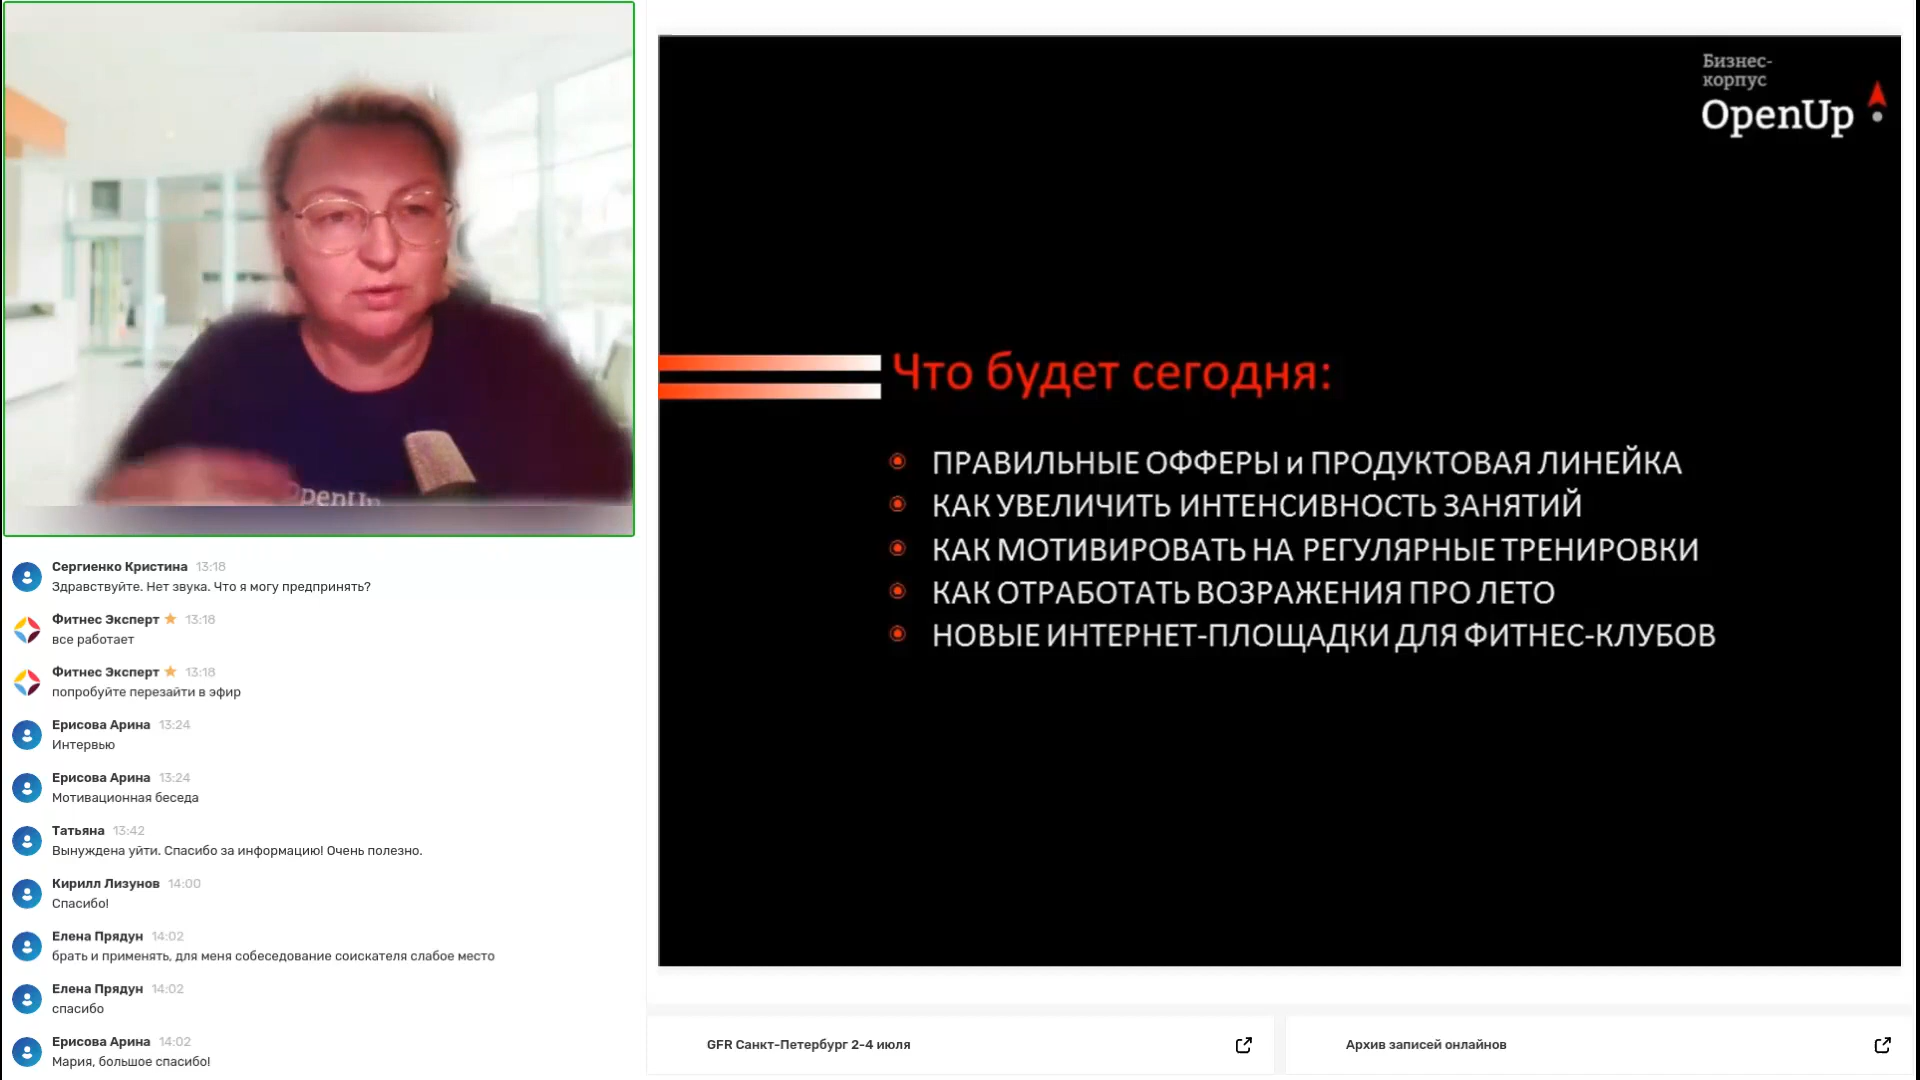 OpenUp
Сергиенко Кристина 13:18
Здравствуйте. Нет звука. Что я могу предпринять?
Фитнес Эксперт 13:18
все работает
Фитнес Эксперт 13:18
попробуйте перезайти в эфир
Ерисова Арина 13:24
Интервью
Ерисова Арина 13:24
Мотивационная беседа
Татьяна 13:42
Вынуждена уйти. Спасибо за информацию! Очень полезно.
Кирилл Лизунов 14:00
Спасибо!
Елена Прядун 14:02
брать и применять, для меня собеседование соискателя слабое место
Елена Прядун 14:02
спасибо
Ерисова Арина 14:02
Мария, большое спасибо!
Бизнес-
корпус
OpenUp
Что будет сегодня:
ПРАВИЛЬНЫЕ ОФФЕРЫ и ПРОДУКТОВАЯ ЛИНЕЙКА
КАК УВЕЛИЧИТЬ ИНТЕНСИВНОСТЬ ЗАНЯТИЙ
КАК МОТИВИРОВАТЬ НА РЕГУЛЯРНЫЕ ТРЕНИРОВКИ
КАК ОТРАБОТАТЬ ВОЗРАЖЕНИЯ ПРО ЛЕТО
НОВЫЕ ИНТЕРНЕТ-ПЛОЩАДКИ ДЛЯ ФИТНЕС-КЛУБОВ
GFR Санкт-Петербург 2-4 июля
Архив записей онлайнов